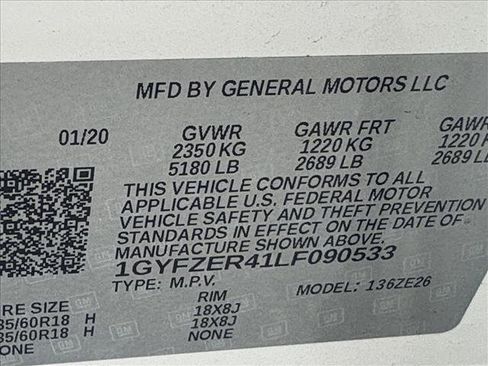 MFD BY GENERAL MOTORS LLC
01/20 GVWR GAWR FRT GAWR
2350 KG 1220 KG 1220
5180 LB 2689 LB 2689 LB
THIS VEHICLE CONFORMS TO ALL
APPLICABLE U.S. FEDERAL MOTOR
VEHICLE SAFETY AND THEFT PREVENTION
STANDARDS IN EFFECT ON THE DATE OF
MANUFACTURE SHOWN ABOVE.
1GYFZER41LF090533
TYPE: M.P.V. MODEL: 136ZE26
RE SIZE RIM
35/60R18 H 18X8J
35/60R18 H 18X8J
ONE NONE